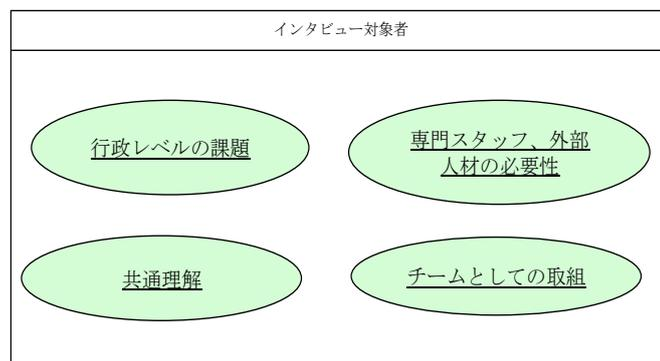 インタビュー対象者
行政レベルの課題
専門スタッフ、外部
人材の必要性
共通理解
チームとしての取組